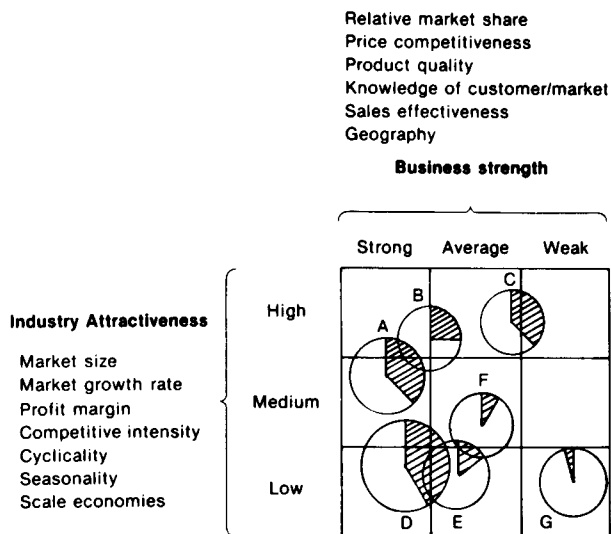 Relative market share
Price competitiveness
Product quality
Knowledge of customer/market
Sales effectiveness
Geography
Business strength
Strong Average Weak
Industry Attractiveness
Market size
Market growth rate
Profit margin
Competitive intensity
Cyclicality
Seasonality
Scale economies
High
Medium
Low
A
B
C
F
D
E
G